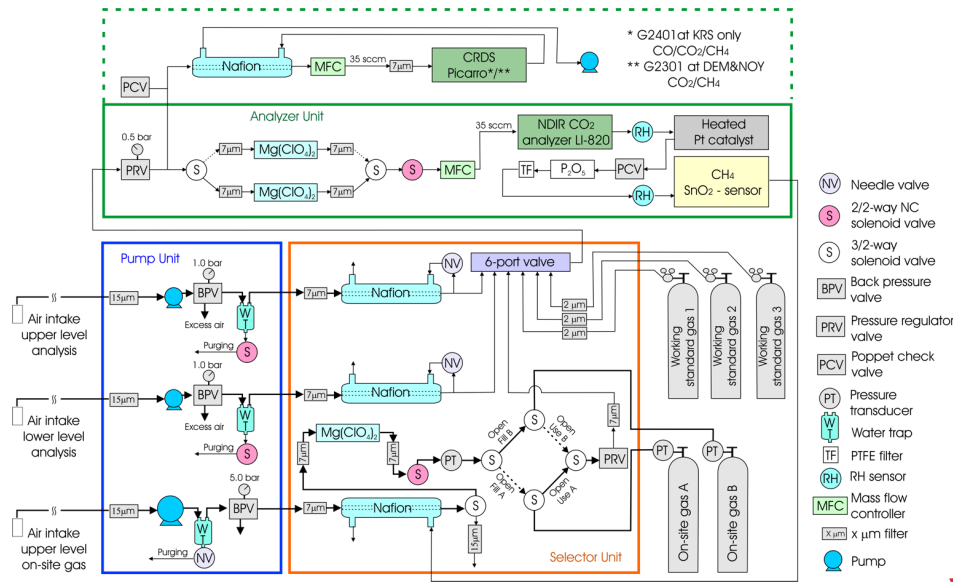 * G2401at KRS only
CO/CO₂/CH₄
** G2301 at DEM&NOY
CO₂/CH₄
Nafion
MFC
35 sccm
7µm
CRDS
Picarro*/**
PCV
Analyzer Unit
0.5 bar
PRV
S
7µm
Mg(ClO₄)₂
7µm
7µm
Mg(ClO₄)₂
7µm
S
S
MFC
35 sccm
NDIR CO₂
analyzer LI-820
RH
Heated
Pt catalyst
TF
P₂O₅
PCV
RH
CH₄
SnO₂ - sensor
Pump Unit
1.0 bar
15µm
BPV
Excess air
W
T
Purging
S
Air intake
upper level
analysis
1.0 bar
15µm
BPV
Excess air
W
T
Purging
S
Air intake
lower level
analysis
5.0 bar
15µm
BPV
W
T
Purging
NV
Air intake
upper level
on-site gas
7µm
Nafion
NV
6-port valve
2 µm
2 µm
2 µm
Working
standard gas 1
Working
standard gas 2
Working
standard gas 3
7µm
Nafion
NV
7µm
Mg(ClO₄)₂
7µm
S
PT
S
Open
Fill B
Open
Fill A
S
S
Open
Use B
Open
Use A
S
PRV
7µm
7µm
Nafion
S
15µm
Selector Unit
PT
PT
On-site gas A
On-site gas B
NV
Needle valve
S
2/2-way NC
solenoid valve
S
3/2-way
solenoid valve
BPV
Back pressure
valve
PRV
Pressure regulator
valve
PCV
Poppet check
valve
PT
Pressure
transducer
W
T
Water trap
TF
PTFE filter
RH
RH sensor
MFC
Mass flow
controller
X µm
x µm filter
Pump